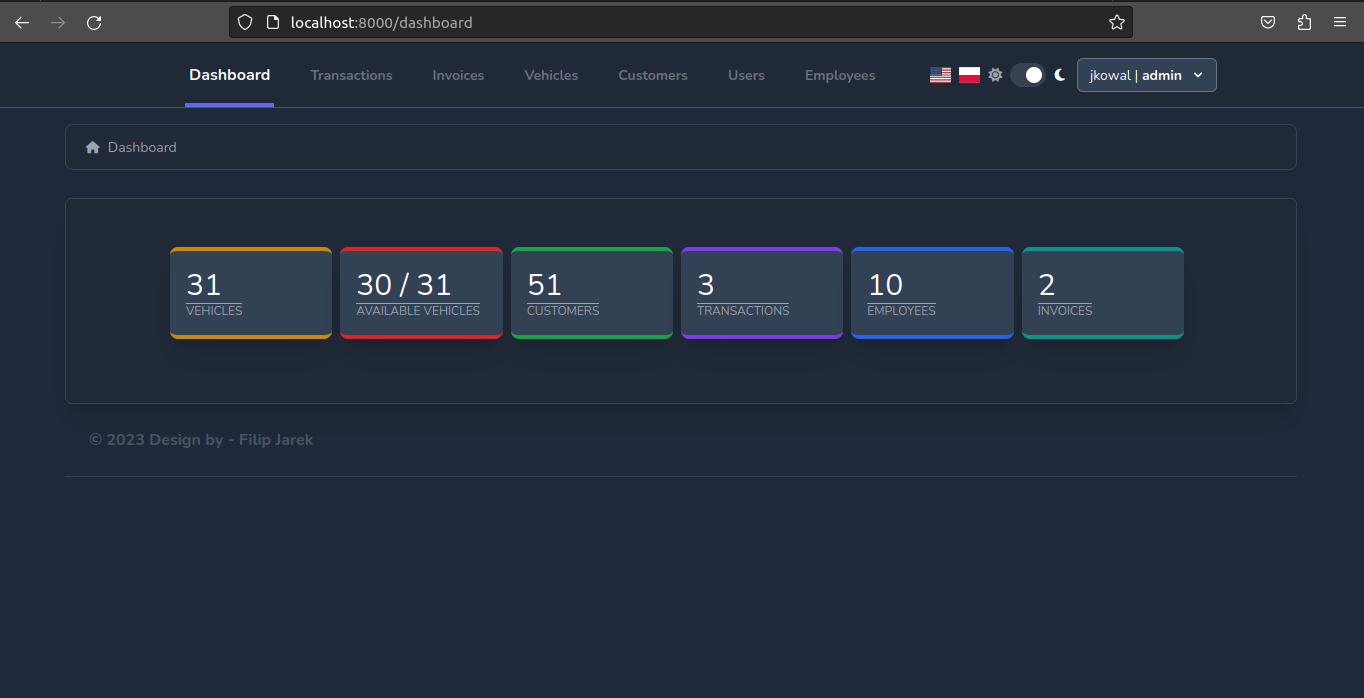 localhost:8000/dashboard
Dashboard Transactions Invoices Vehicles Customers Users Employees jkowal | admin
Dashboard
31 30 / 31 51 3 10 2
VEHICLES AVAILABLE VEHICLES CUSTOMERS TRANSACTIONS EMPLOYEES INVOICES
© 2023 Design by - Filip Jarek